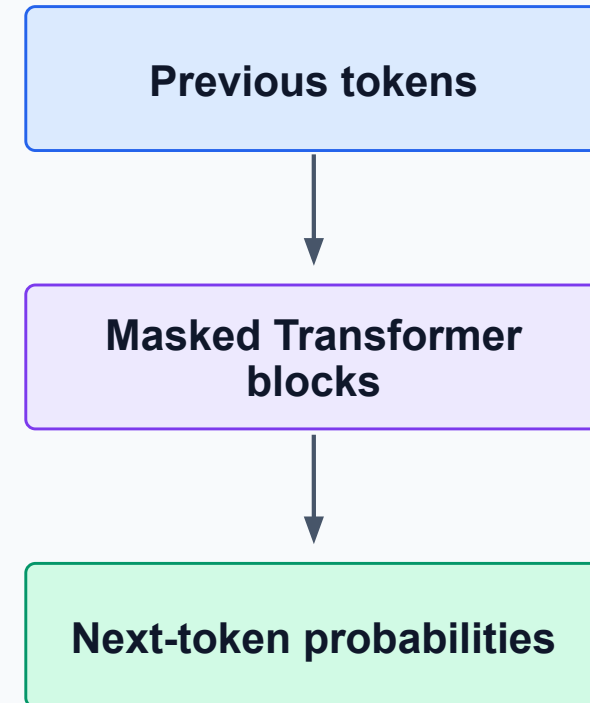 Previous tokens
Masked Transformer
blocks
Next-token probabilities